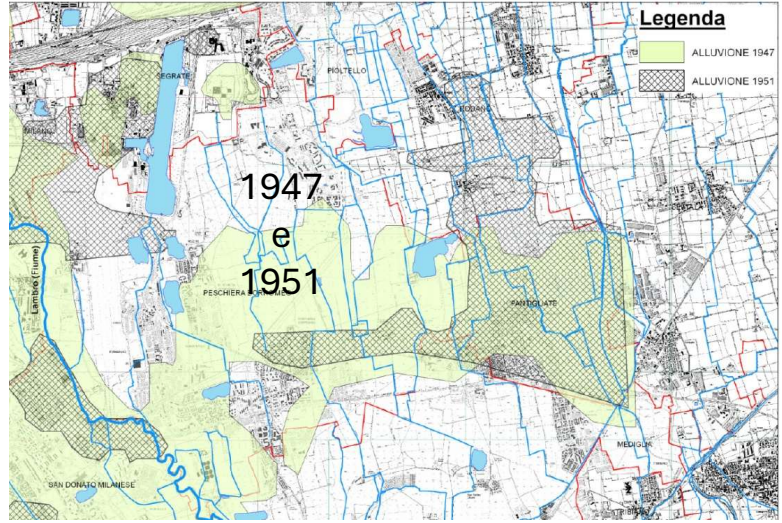 Legenda
ALLUVIONE 1947
ALLUVIONE 1951
SEGRATE
PIOLTELLO
RODANO
MILANO
1947
e
1951
Lambro (Fiume)
PESCHIERA BORROMEO
PANTIGLIATE
MEDIGLIA
SAN DONATO MILANESE